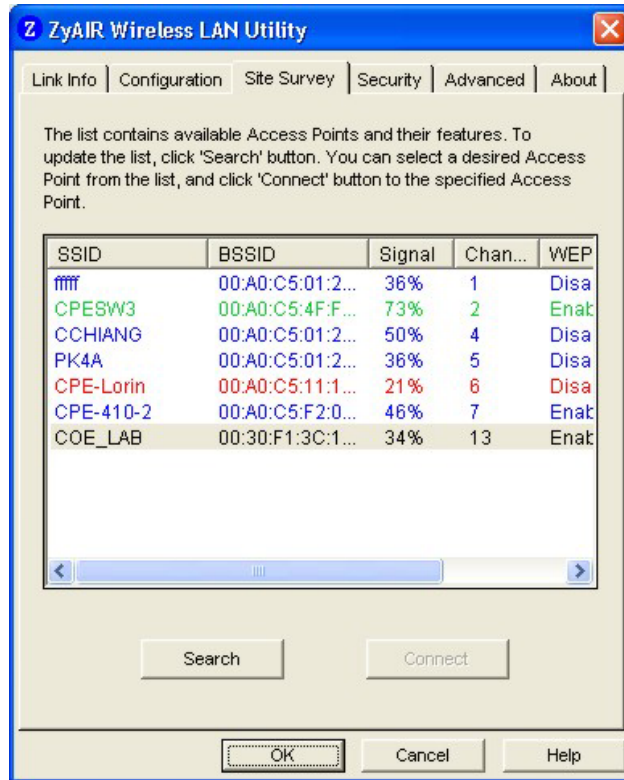 Z ZyAIR Wireless LAN Utility
Link Info Configuration Site Survey Security Advanced About
The list contains available Access Points and their features. To
update the list, click 'Search' button. You can select a desired Access
Point from the list, and click 'Connect' button to the specified Access
Point.
SSID BSSID Signal Chan... WEP
ffffff 00:A0:C5:01:2... 36% 1 Disa
CPESW3 00:A0:C5:4F:F... 73% 2 Enab
CCHIANG 00:A0:C5:01:2... 50% 4 Disa
PK4A 00:A0:C5:01:2... 36% 5 Disa
CPE-Lorin 00:A0:C5:11:1... 21% 6 Disa
CPE-410-2 00:A0:C5:F2:0... 46% 7 Enab
COE_LAB 00:30:F1:3C:1... 34% 13 Enab
Search Connect
OK Cancel Help